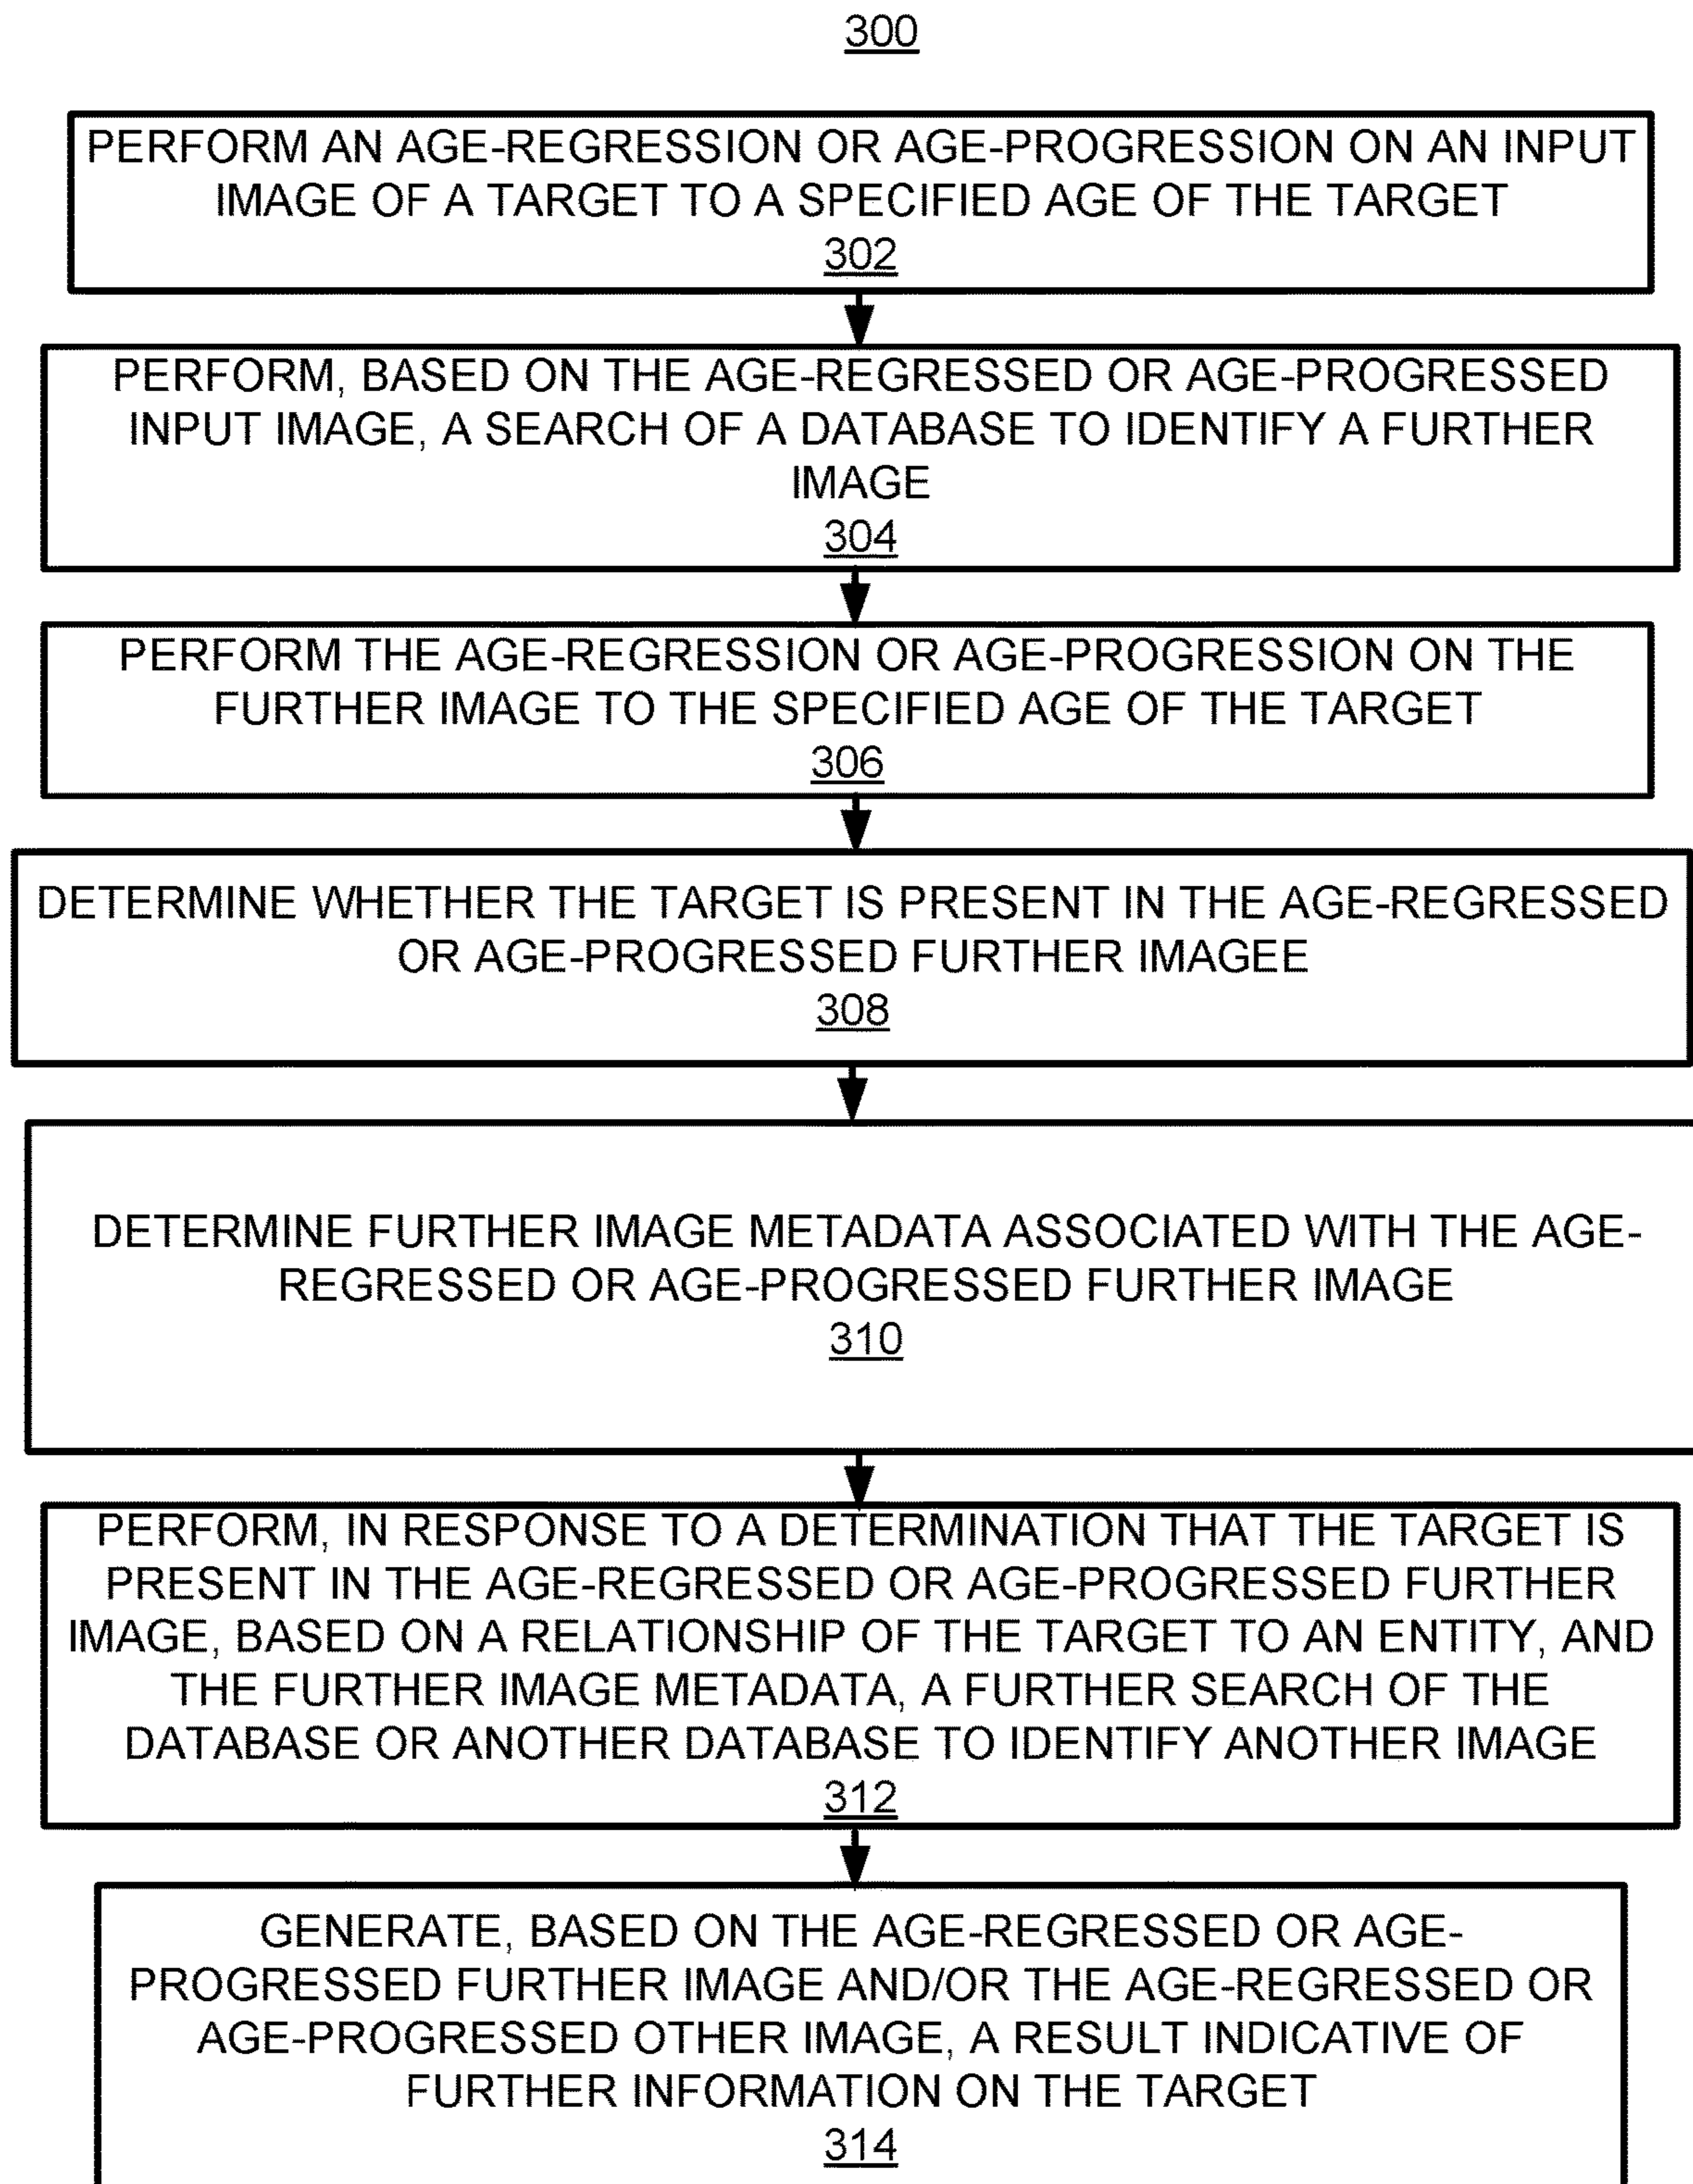 300
PERFORM AN AGE-REGRESSION OR AGE-PROGRESSION ON AN INPUT
IMAGE OF A TARGET TO A SPECIFIED AGE OF THE TARGET
302
PERFORM, BASED ON THE AGE-REGRESSED OR AGE-PROGRESSED
INPUT IMAGE, A SEARCH OF A DATABASE TO IDENTIFY A FURTHER
IMAGE
304
PERFORM THE AGE-REGRESSION OR AGE-PROGRESSION ON THE
FURTHER IMAGE TO THE SPECIFIED AGE OF THE TARGET
306
DETERMINE WHETHER THE TARGET IS PRESENT IN THE AGE-REGRESSED
OR AGE-PROGRESSED FURTHER IMAGEE
308
DETERMINE FURTHER IMAGE METADATA ASSOCIATED WITH THE AGE-
REGRESSED OR AGE-PROGRESSED FURTHER IMAGE
310
PERFORM, IN RESPONSE TO A DETERMINATION THAT THE TARGET IS
PRESENT IN THE AGE-REGRESSED OR AGE-PROGRESSED FURTHER
IMAGE, BASED ON A RELATIONSHIP OF THE TARGET TO AN ENTITY, AND
THE FURTHER IMAGE METADATA, A FURTHER SEARCH OF THE
DATABASE OR ANOTHER DATABASE TO IDENTIFY ANOTHER IMAGE
312
GENERATE, BASED ON THE AGE-REGRESSED OR AGE-
PROGRESSED FURTHER IMAGE AND/OR THE AGE-REGRESSED OR
AGE-PROGRESSED OTHER IMAGE, A RESULT INDICATIVE OF
FURTHER INFORMATION ON THE TARGET
314